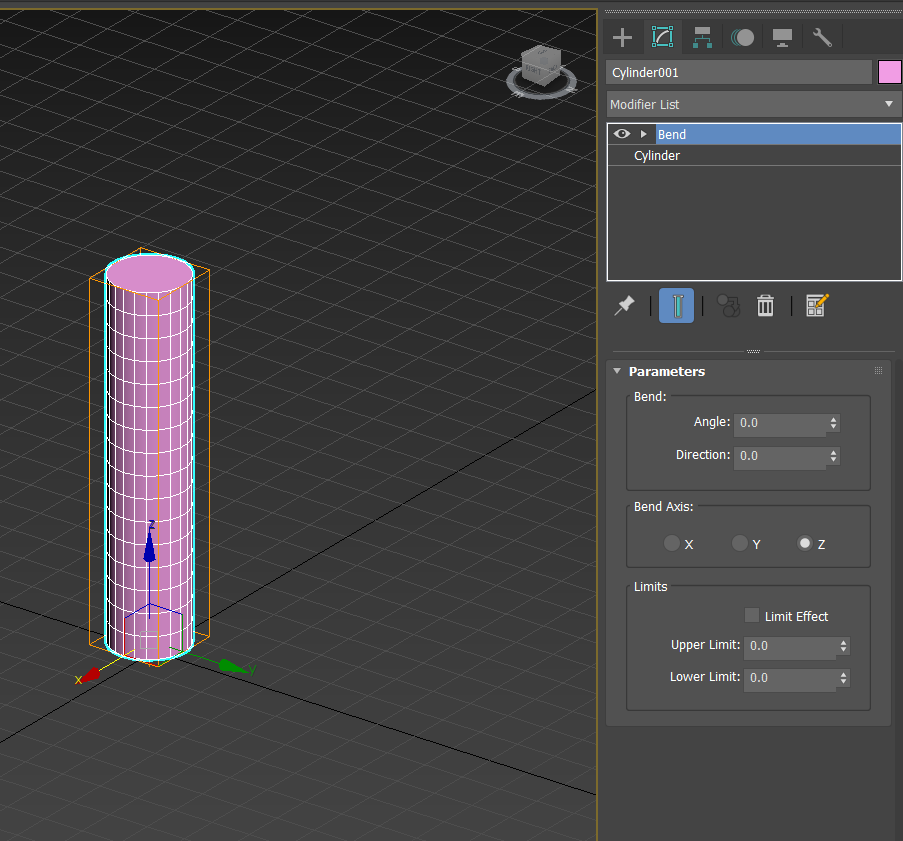 Cylinder001
Modifier List
Bend
Cylinder
Parameters
Bend:
Angle: 0.0
Direction: 0.0
Bend Axis:
X Y Z
Limits
Limit Effect
Upper Limit: 0.0
Lower Limit: 0.0
z
x
y